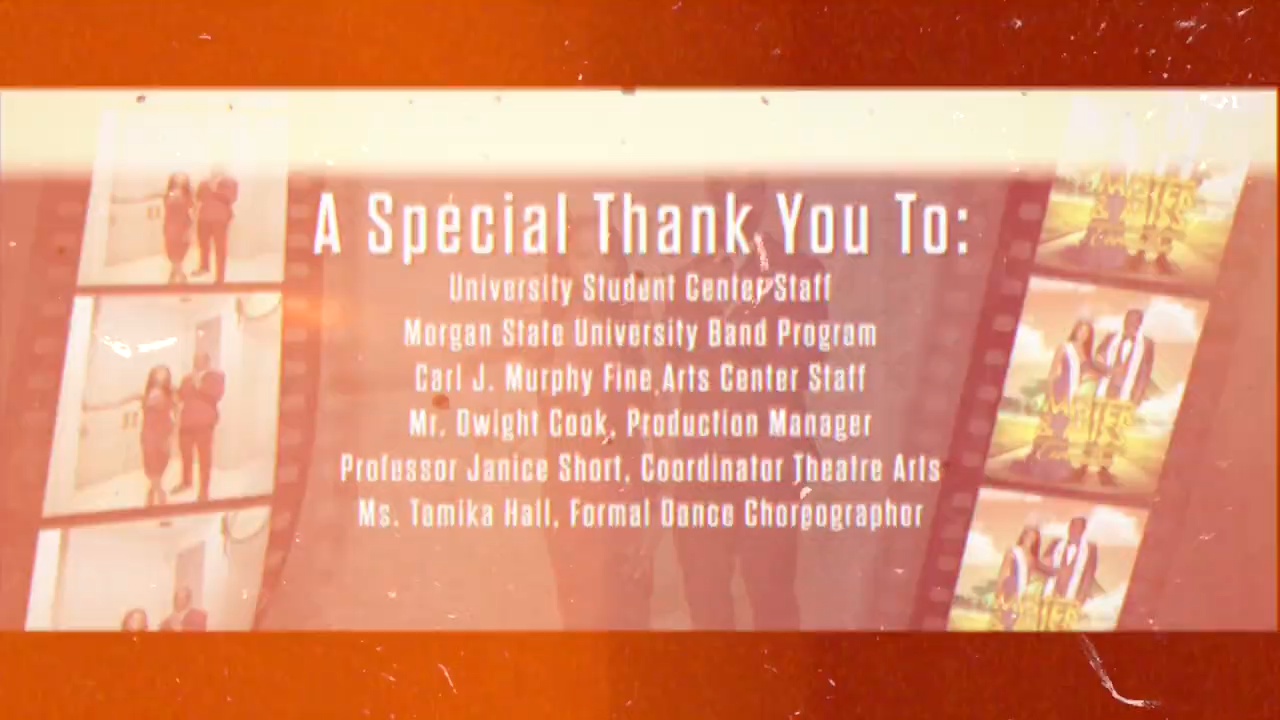 A Special Thank You To:
University Student Center Staff
Morgan State University Band Program
Carl J. Murphy Fine Arts Center Staff
Mr. Dwight Cook, Production Manager
Professor Janice Short, Coordinator Theatre Arts
Ms. Tomika Hall, Formal Dance Choreographer